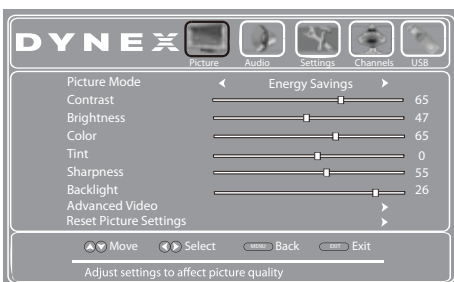 DYNEX
Picture Audio Settings Channels USB
Picture Mode Energy Savings
Contrast 65
Brightness 47
Color 65
Tint 0
Sharpness 55
Backlight 26
Advanced Video
Reset Picture Settings
Move Select MENU Back EXIT Exit
Adjust settings to affect picture quality